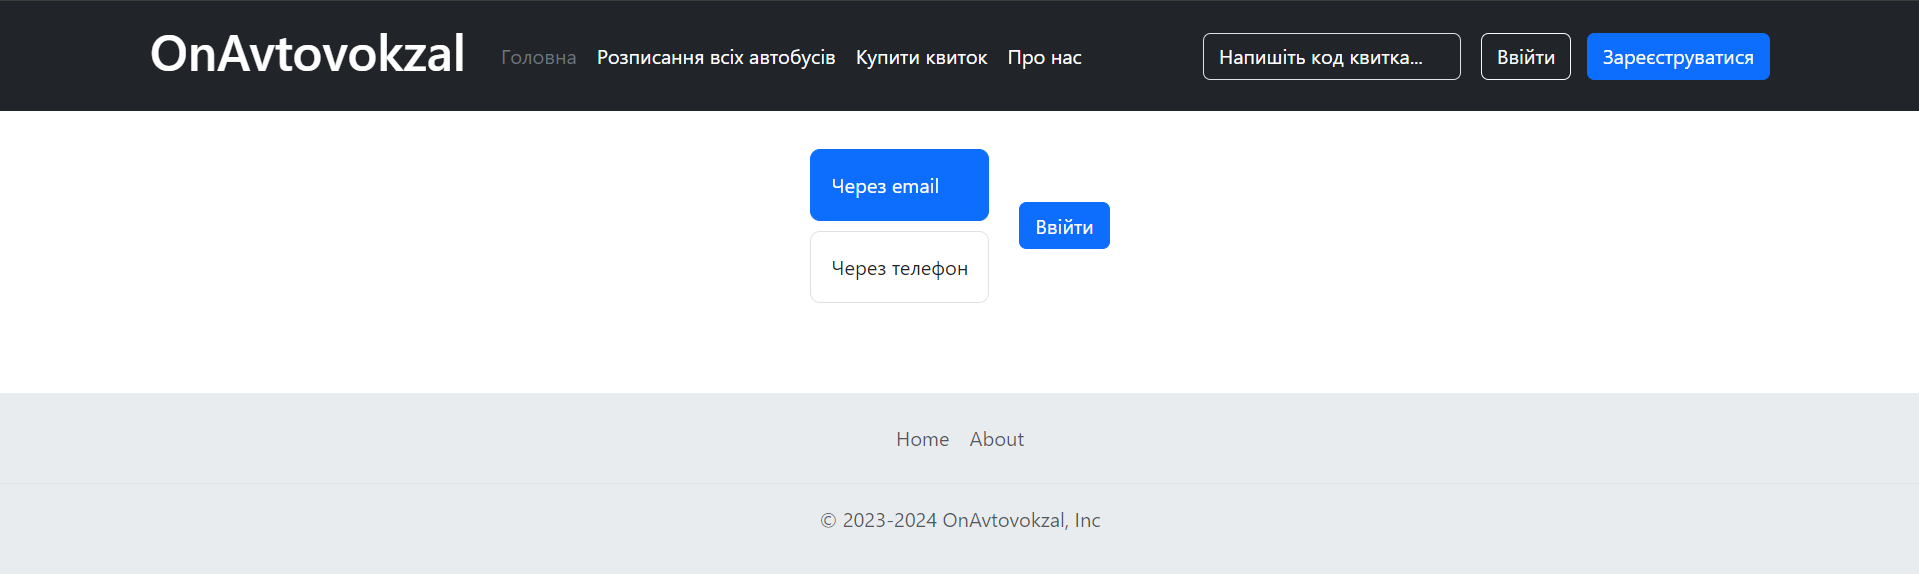 OnAvtovokzal Головна Розписання всіх автобусів Купити квиток Про нас Напишіть код квитка... Ввійти Зареєструватися
Через email
Ввійти
Через телефон
Home About
© 2023-2024 OnAvtovokzal, Inc